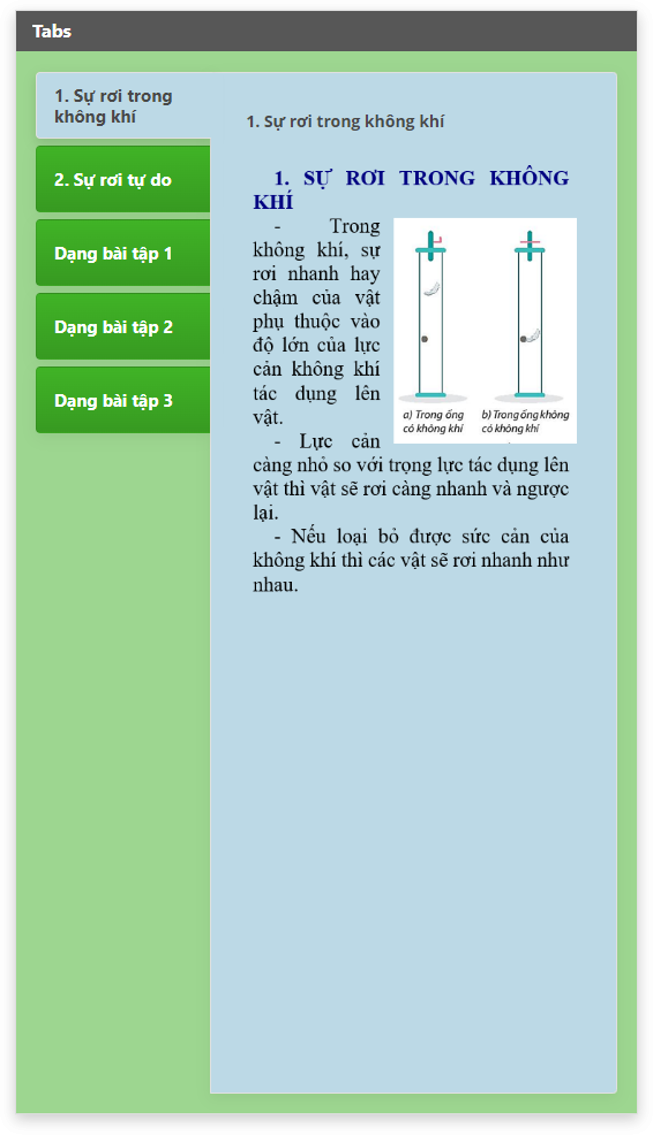 Tabs
1. Sự rơi trong
không khí
2. Sự rơi tự do
Dạng bài tập 1
Dạng bài tập 2
Dạng bài tập 3
1. Sự rơi trong không khí
1. SỰ RƠI TRONG KHÔNG
KHÍ
- Trong
không khí, sự
rơi nhanh hay
chậm của vật
phụ thuộc vào
độ lớn của lực
cản không khí
tác dụng lên
vật.
a) Trong ống
có không khí
b) Trong ống không
có không khí
- Lực cản
càng nhỏ so với trọng lực tác dụng lên
vật thì vật sẽ rơi càng nhanh và ngược
lại.
- Nếu loại bỏ được sức cản của
không khí thì các vật sẽ rơi nhanh như
nhau.